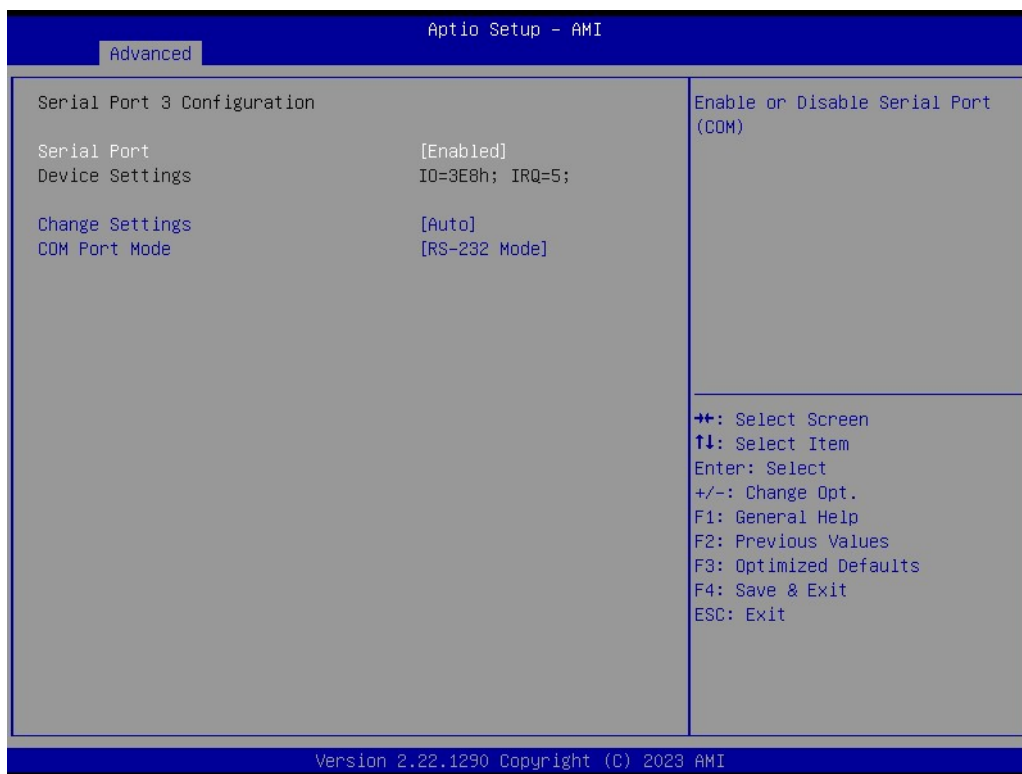 Aptio Setup - AMI
Advanced
Serial Port 3 Configuration
Serial Port [Enabled]
Device Settings IO=3E8h; IRQ=5;
Change Settings [Auto]
COM Port Mode [RS-232 Mode]
Enable or Disable Serial Port
(COM)
→←: Select Screen
↑↓: Select Item
Enter: Select
+/-: Change Opt.
F1: General Help
F2: Previous Values
F3: Optimized Defaults
F4: Save & Exit
ESC: Exit
Version 2.22.1290 Copyright (C) 2023 AMI